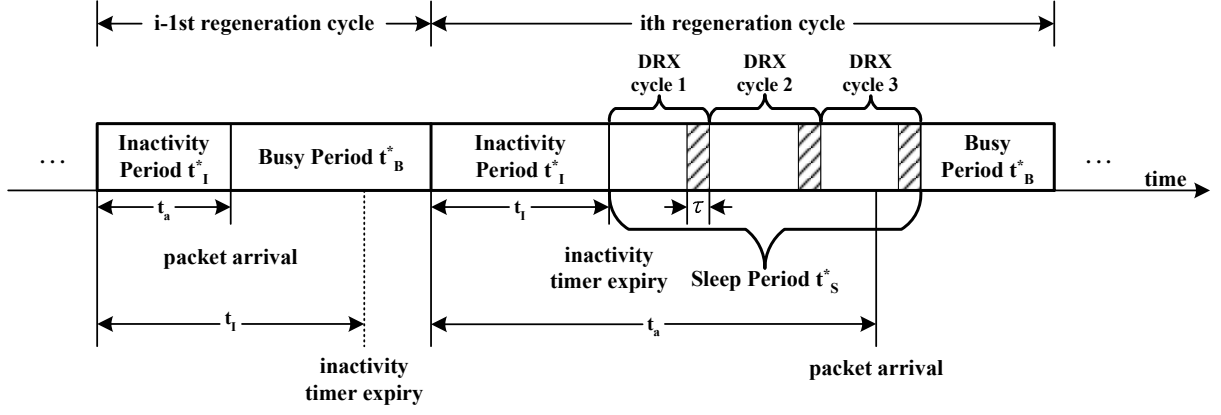 i-1st regeneration cycle
ith regeneration cycle
DRX
cycle 1
DRX
cycle 2
DRX
cycle 3
...
Inactivity
Period t*I
Busy Period t*B
Inactivity
Period t*I
Busy
Period t*B
...
time
ta
tI
τ
packet arrival
inactivity
timer expiry
Sleep Period t*S
tI
ta
inactivity
timer expiry
packet arrival